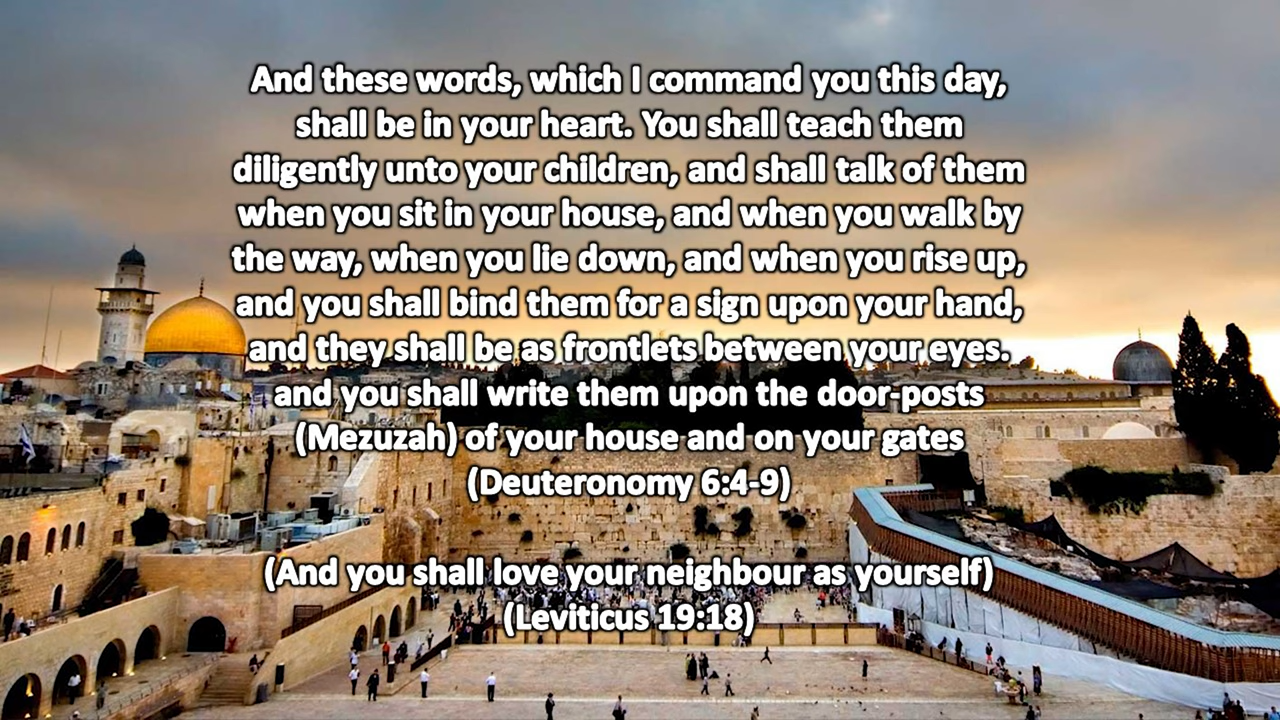 And these words, which I command you this day,
shall be in your heart. You shall teach them
diligently unto your children, and shall talk of them
when you sit in your house, and when you walk by
the way, when you lie down, and when you rise up,
and you shall bind them for a sign upon your hand,
and they shall be as frontlets between your eyes.
and you shall write them upon the door-posts
(Mezuzah) of your house and on your gates
(Deuteronomy 6:4-9)
(And you shall love your neighbour as yourself)
(Leviticus 19:18)